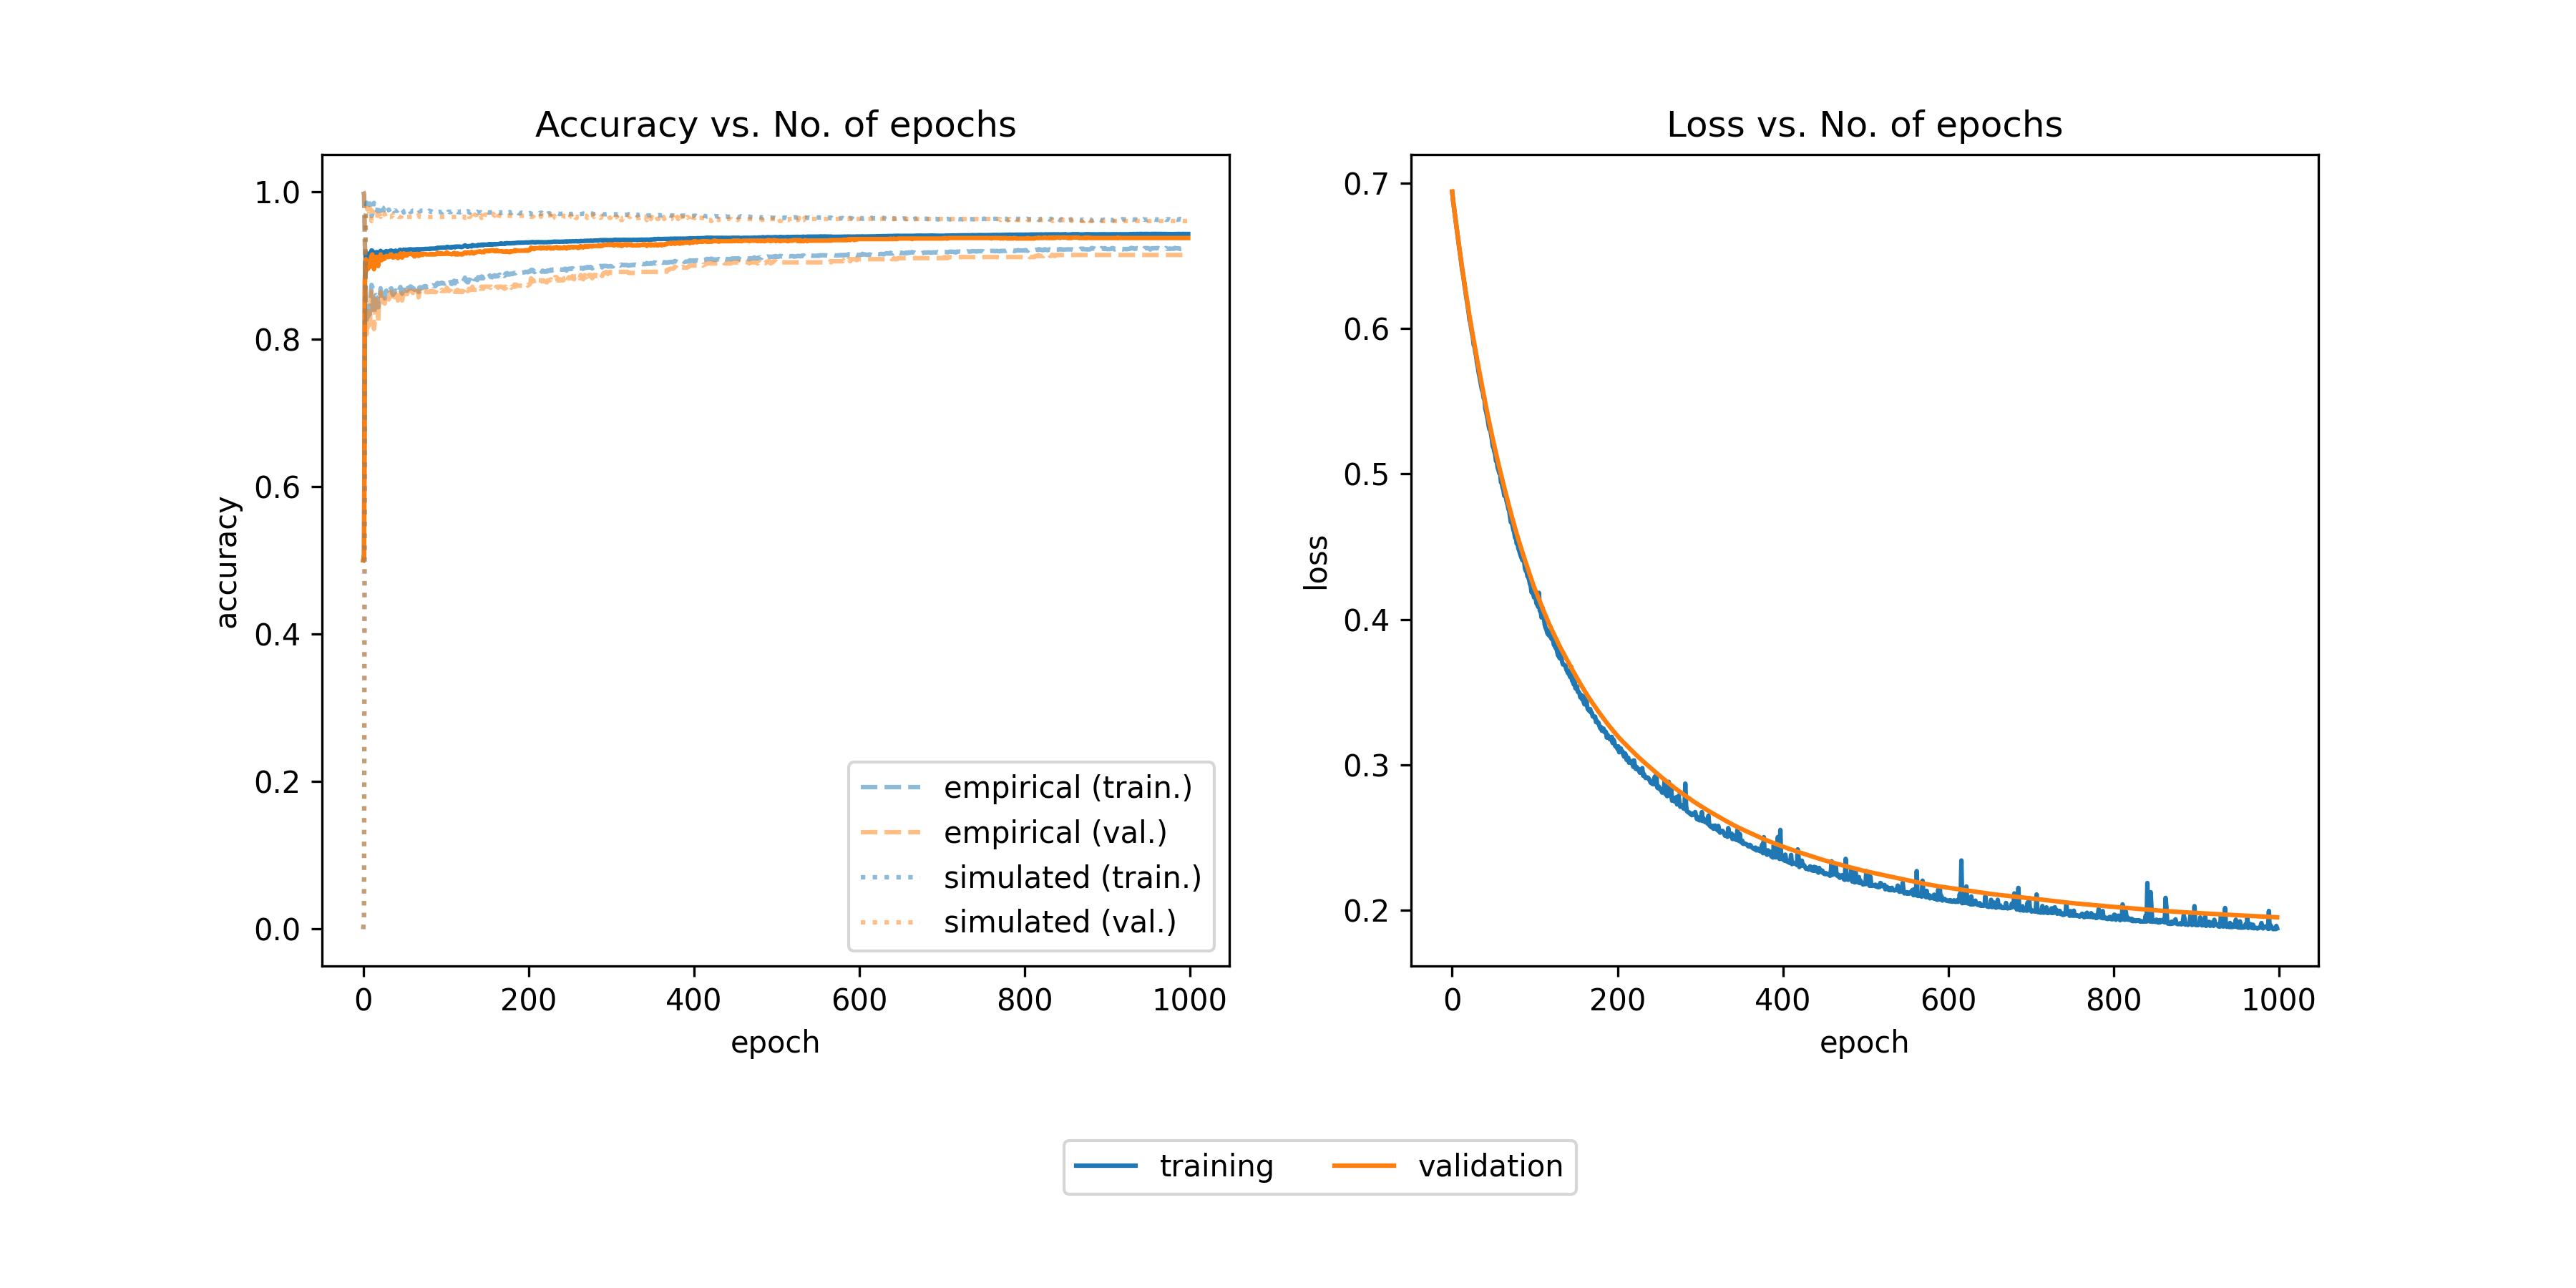 Accuracy vs. No. of epochs
1.0
0.8
0.6
0.4
0.2
0.0
accuracy
0 200 400 600 800 1000
epoch
empirical (train.)
empirical (val.)
simulated (train.)
simulated (val.)
Loss vs. No. of epochs
0.7
0.6
0.5
0.4
0.3
0.2
loss
0 200 400 600 800 1000
epoch
training validation